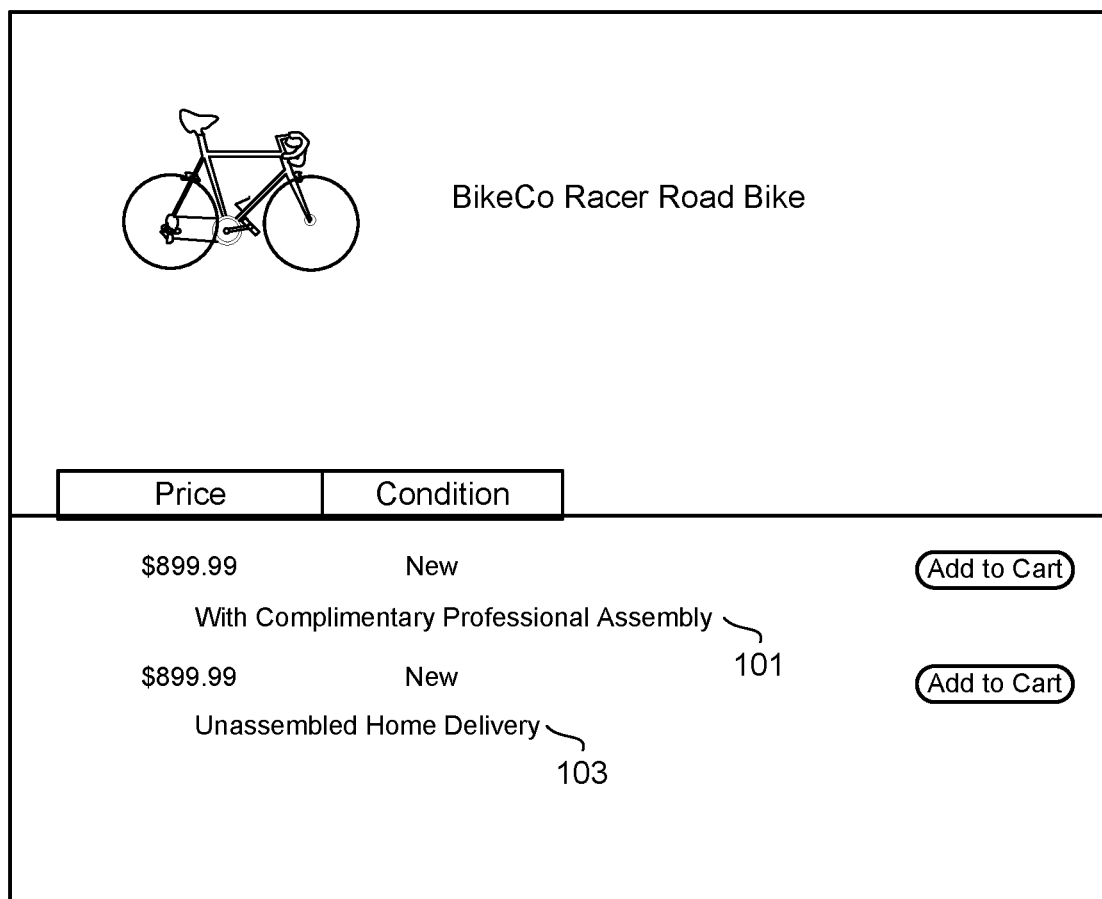 BikeCo Racer Road Bike
Price Condition
$899.99 New Add to Cart
With Complimentary Professional Assembly
101
$899.99 New Add to Cart
Unassembled Home Delivery
103